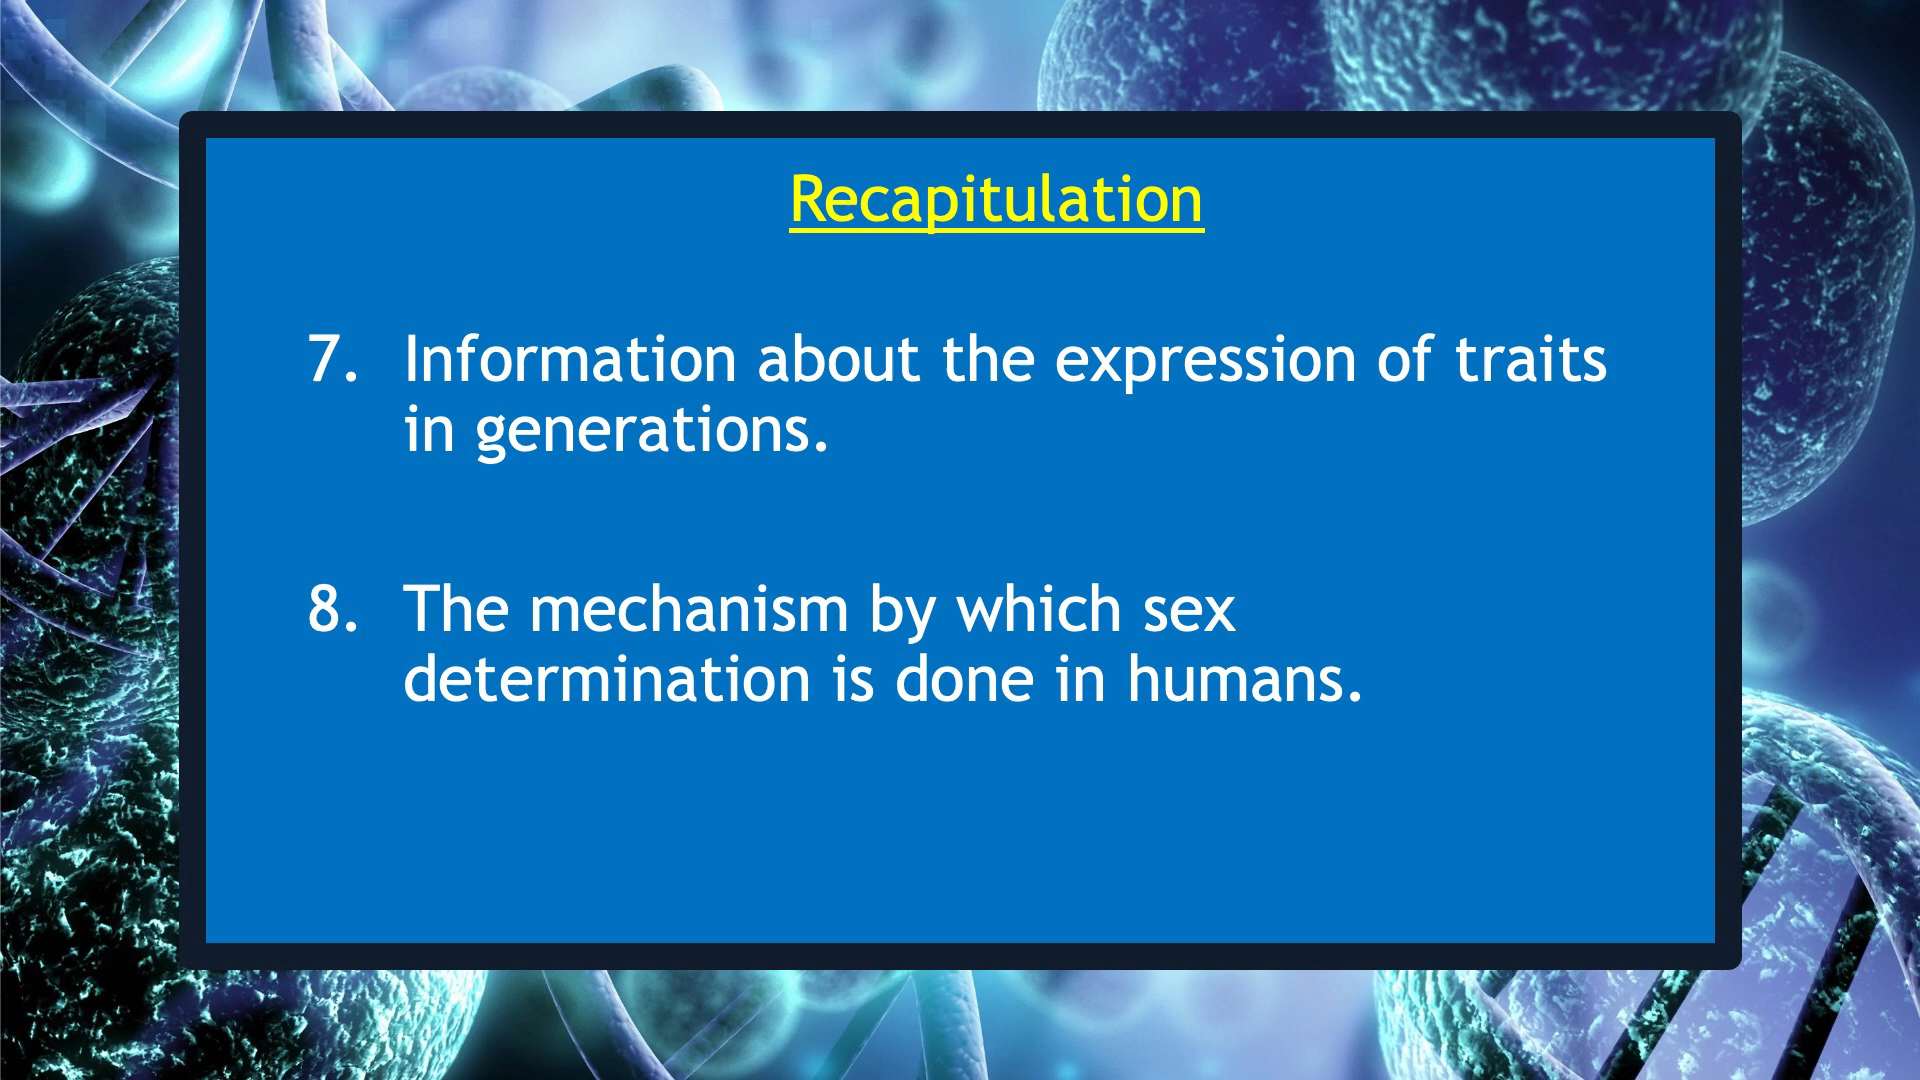 Recapitulation
7. Information about the expression of traits
in generations.
8. The mechanism by which sex
determination is done in humans.